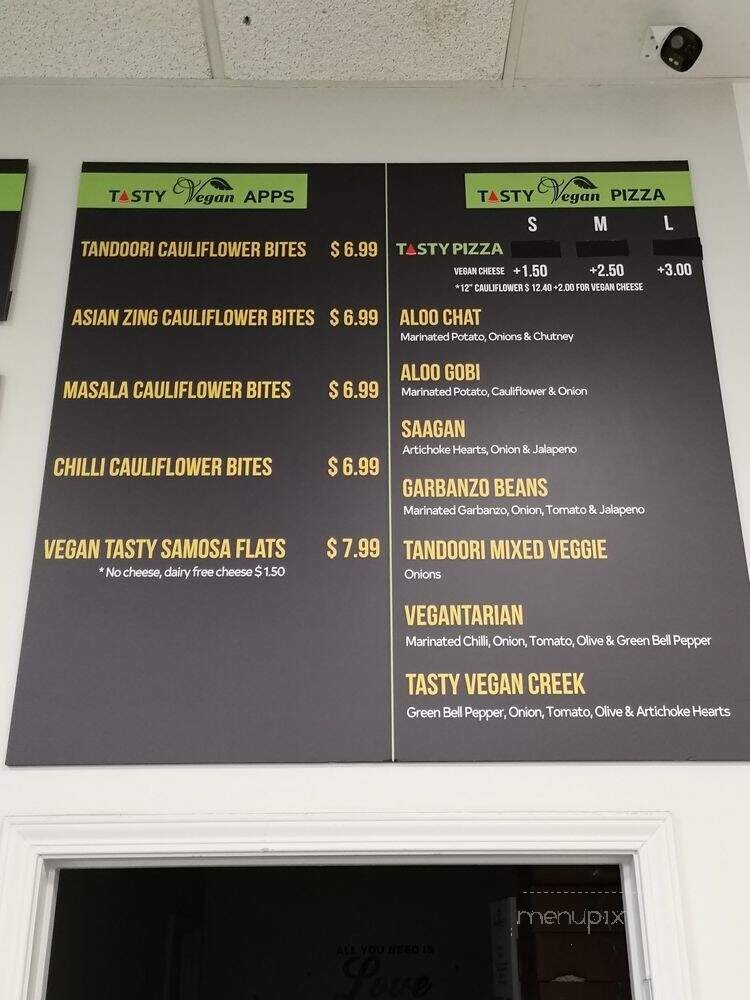 TASTY Vegan APPS
TANDOORI CAULIFLOWER BITES $ 6.99
ASIAN ZING CAULIFLOWER BITES $ 6.99
MASALA CAULIFLOWER BITES $ 6.99
CHILLI CAULIFLOWER BITES $ 6.99
VEGAN TASTY SAMOSA FLATS $ 7.99
* No cheese, dairy free cheese $ 1.50
TASTY Vegan PIZZA
S M L
TASTY PIZZA
VEGAN CHEESE +1.50 +2.50 +3.00
*12" CAULIFLOWER $ 12.40 +2.00 FOR VEGAN CHEESE
ALOO CHAT
Marinated Potato, Onions & Chutney
ALOO GOBI
Marinated Potato, Cauliflower & Onion
SAAGAN
Artichoke Hearts, Onion & Jalapeno
GARBANZO BEANS
Marinated Garbanzo, Onion, Tomato & Jalapeno
TANDOORI MIXED VEGGIE
Onions
VEGANTARIAN
Marinated Chilli, Onion, Tomato, Olive & Green Bell Pepper
TASTY VEGAN CREEK
Green Bell Pepper, Onion, Tomato, Olive & Artichoke Hearts
menupix
ALL YOU NEED IS
Love